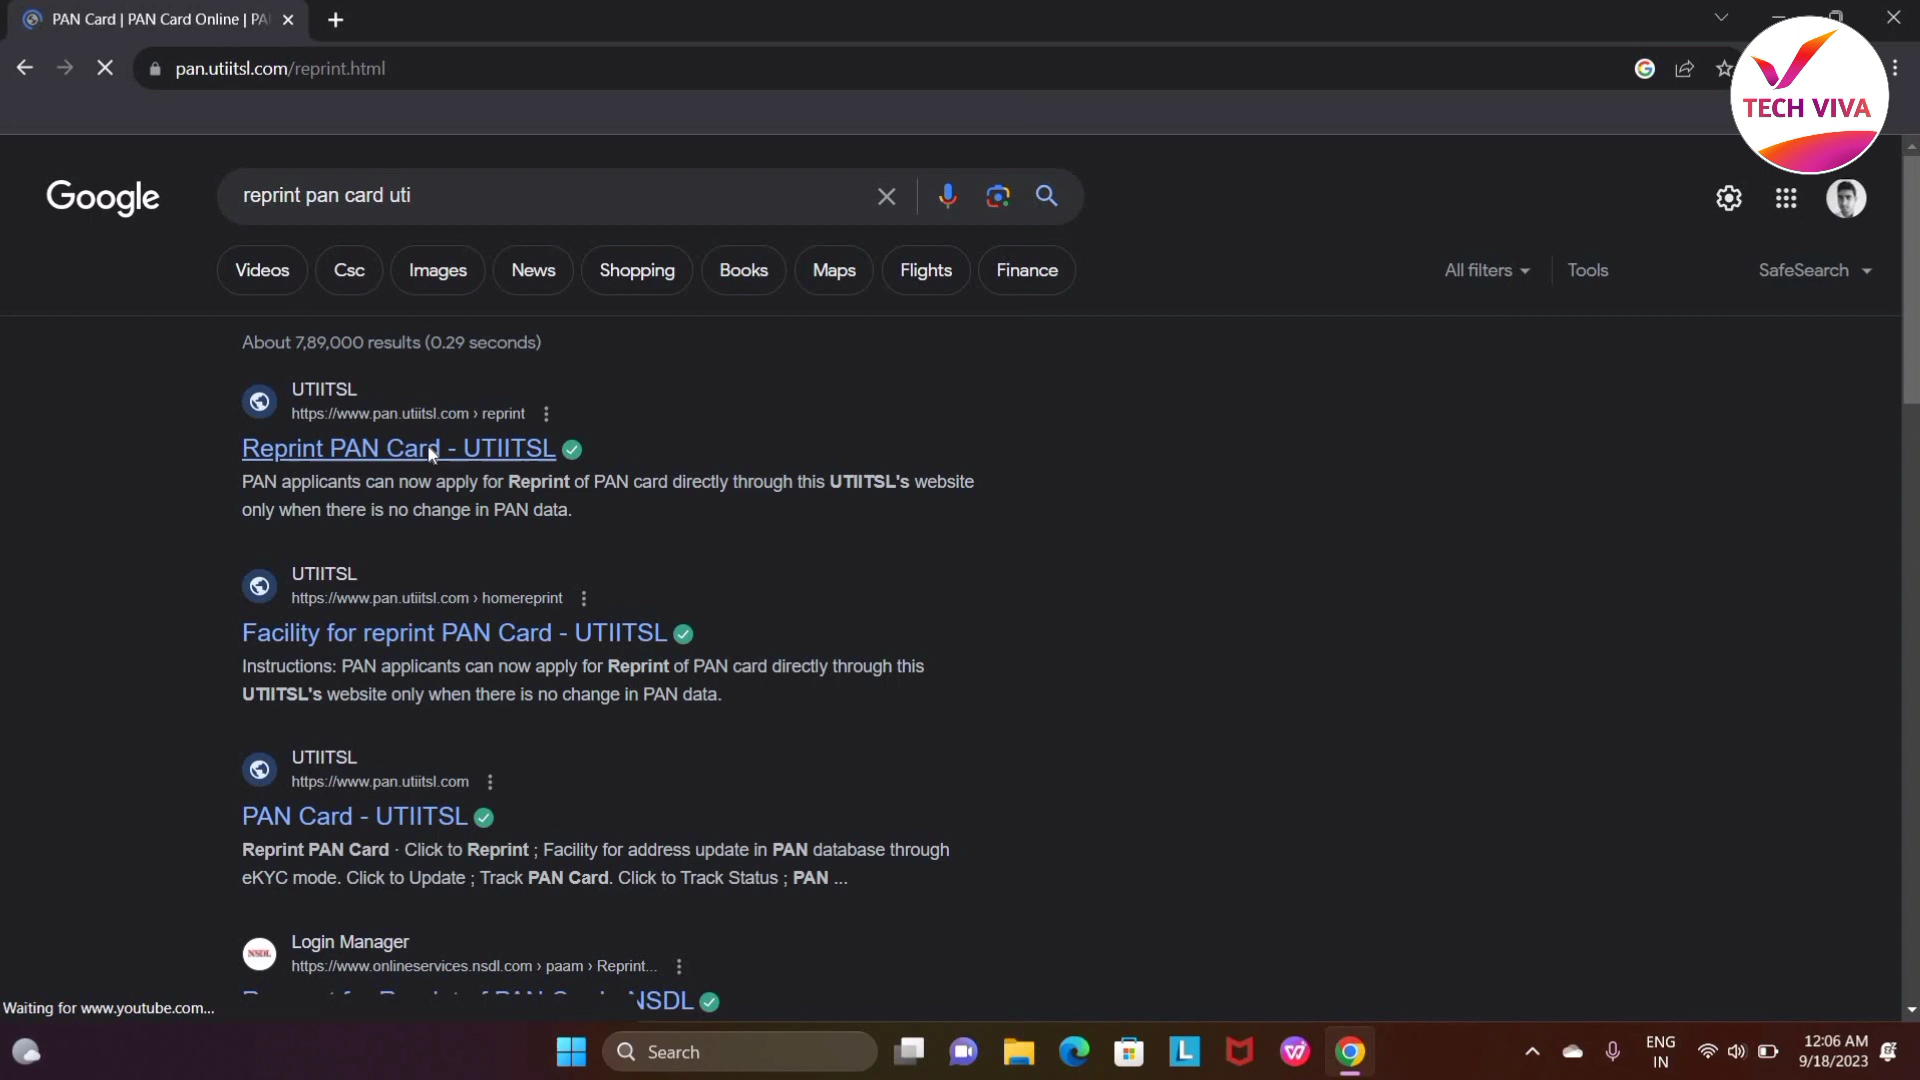 PAN Card | PAN Card Online | PA
pan.utiitsl.com/reprint.html
TECH VIVA
Google
reprint pan card uti
Videos
Csc
Images
News
Shopping
Books
Maps
Flights
Finance
All filters
Tools
SafeSearch
About 7,89,000 results (0.29 seconds)
UTIITSL
https://www.pan.utiitsl.com › reprint
Reprint PAN Card - UTIITSL
PAN applicants can now apply for Reprint of PAN card directly through this UTIITSL's website
only when there is no change in PAN data.
UTIITSL
https://www.pan.utiitsl.com › homereprint
Facility for reprint PAN Card - UTIITSL
Instructions: PAN applicants can now apply for Reprint of PAN card directly through this
UTIITSL's website only when there is no change in PAN data.
UTIITSL
https://www.pan.utiitsl.com
PAN Card - UTIITSL
Reprint PAN Card · Click to Reprint ; Facility for address update in PAN database through
eKYC mode. Click to Update ; Track PAN Card. Click to Track Status ; PAN ...
NSDL
Login Manager
https://www.onlineservices.nsdl.com › paam › Reprint...
NSDL
Waiting for www.youtube.com...
Search
ENG
IN
12:06 AM
9/18/2023